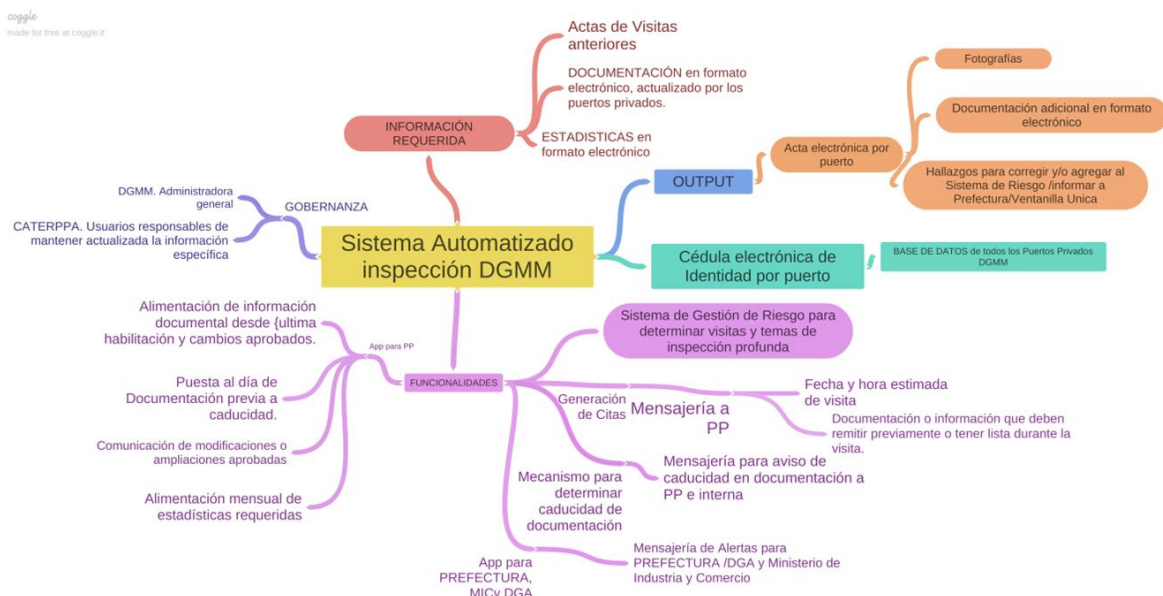 coggle
made for free at coggle.it
Actas de Visitas
anteriores
DOCUMENTACIÓN en formato
electrónico, actualizado por los
puertos privados.
ESTADISTICAS en
formato electrónico
INFORMACIÓN
REQUERIDA
Fotografías
Documentación adicional en formato
electrónico
Acta electrónica por
puerto
Hallazgos para corregir y/o agregar al
Sistema de Riesgo /informar a
Prefectura/Ventanilla Unica
OUTPUT
DGMM. Administradora
general
GOBERNANZA
CATERPPA. Usuarios responsables de
mantener actualizada la información
específica
Sistema Automatizado
inspección DGMM
Cédula electrónica de
Identidad por puerto
BASE DE DATOS de todos los Puertos Privados
DGMM
Alimentación de información
documental desde {ultima
habilitación y cambios aprobados.
App para PP
Puesta al día de
Documentación previa a
caducidad.
Comunicación de modificaciones o
ampliaciones aprobadas
Alimentación mensual de
estadísticas requeridas
FUNCIONALIDADES
Sistema de Gestión de Riesgo para
determinar visitas y temas de
inspección profunda
Generación
de Citas
Mensajería a
PP
Fecha y hora estimada
de visita
Documentación o información que deben
remitir previamente o tener lista durante la
visita.
Mecanismo para
determinar
caducidad de
documentación
Mensajería para aviso de
caducidad en documentación a
PP e interna
App para
PREFECTURA,
MICy DGA
Mensajería de Alertas para
PREFECTURA /DGA y Ministerio de
Industria y Comercio